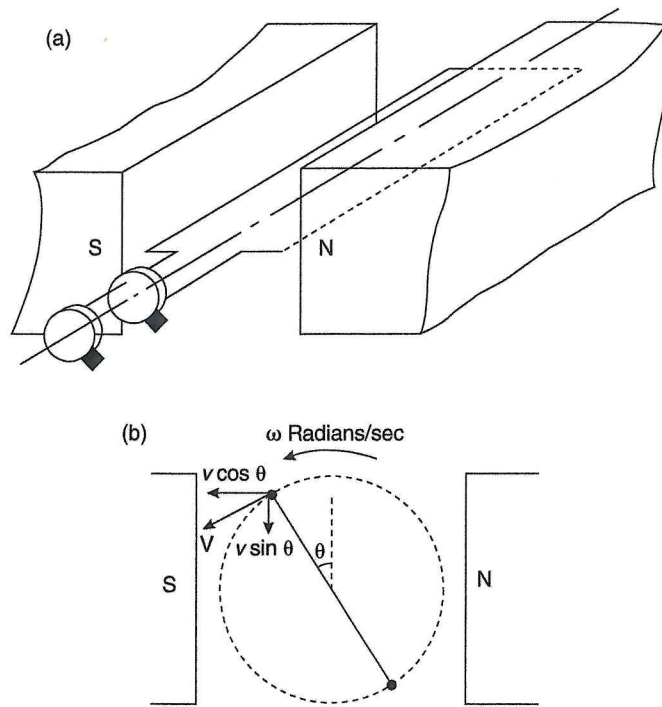 (a)
S
N
(b)
ω Radians/sec
v cos θ
V
v sin θ
θ
S
N